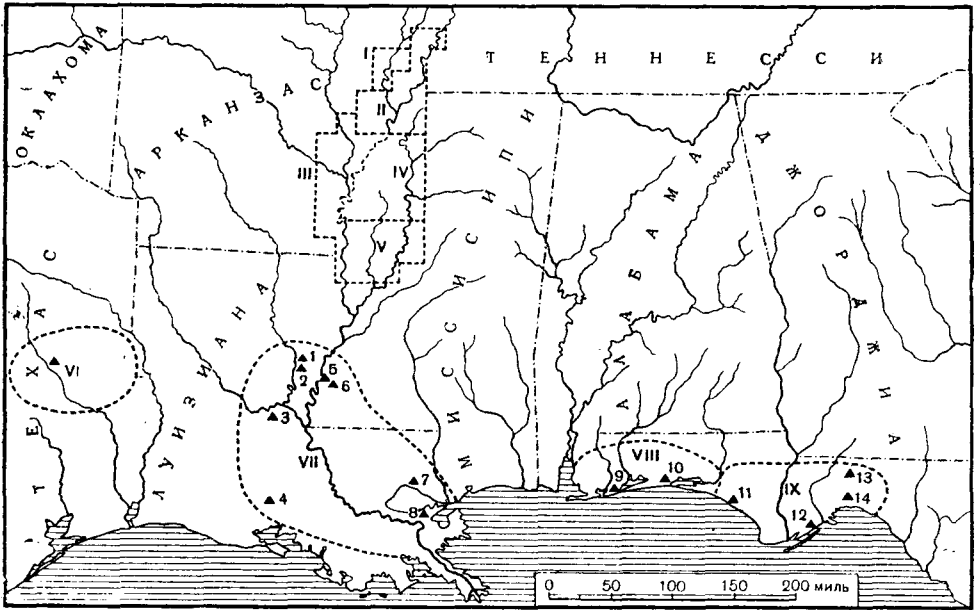 ОКЛАХОМА
АРКАНЗАС
ТЕННЕССИ
ТЕХАС
ЛУИЗИАНА
МИССИСИПИ
АЛАБАМА
ДЖОРДЖИА
I
II
III
IV
V
VI
VII
VIII
IX
1
2
3
4
5
6
7
8
9
10
11
12
13
14
0 50 100 150 200 миль